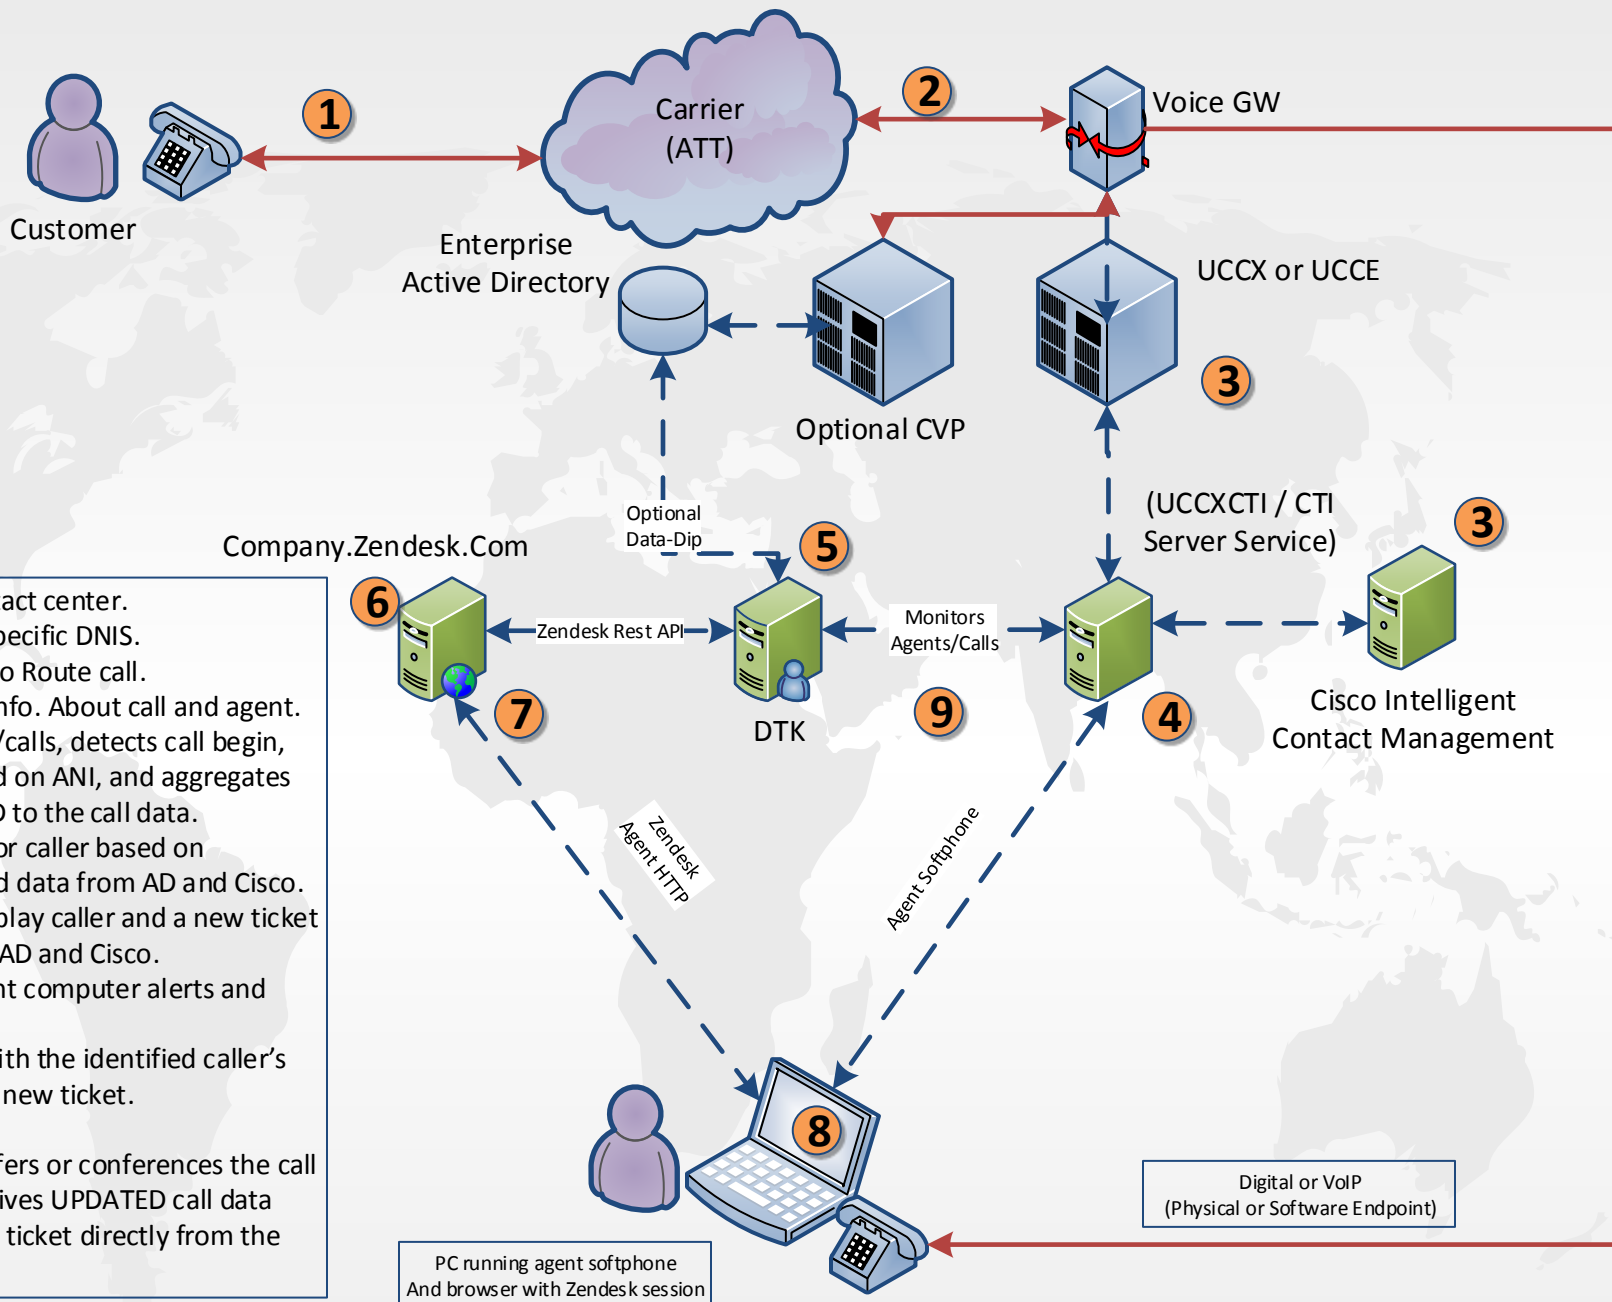 1
2
Carrier
(ATT)
Voice GW
Customer
Enterprise
Active Directory
UCCX or UCCE
3
Optional CVP
(UCCXCTI / CTI
Server Service)
3
Optional
Data-Dip
5
Company.Zendesk.Com
6
Zendesk Rest API
Monitors
Agents/Calls
7
DTK
9
4
Cisco Intelligent
Contact Management
tact center.
pecific DNIS.
o Route call.
nfo. About call and agent.
/calls, detects call begin,
d on ANI, and aggregates
D to the call data.
or caller based on
d data from AD and Cisco.
play caller and a new ticket
AD and Cisco.
nt computer alerts and
vith the identified caller's
new ticket.
fers or conferences the call
ives UPDATED call data
ticket directly from the
Zendesk
Agent HTTP
Agent Softphone
8
Digital or VoIP
(Physical or Software Endpoint)
PC running agent softphone
And browser with Zendesk session